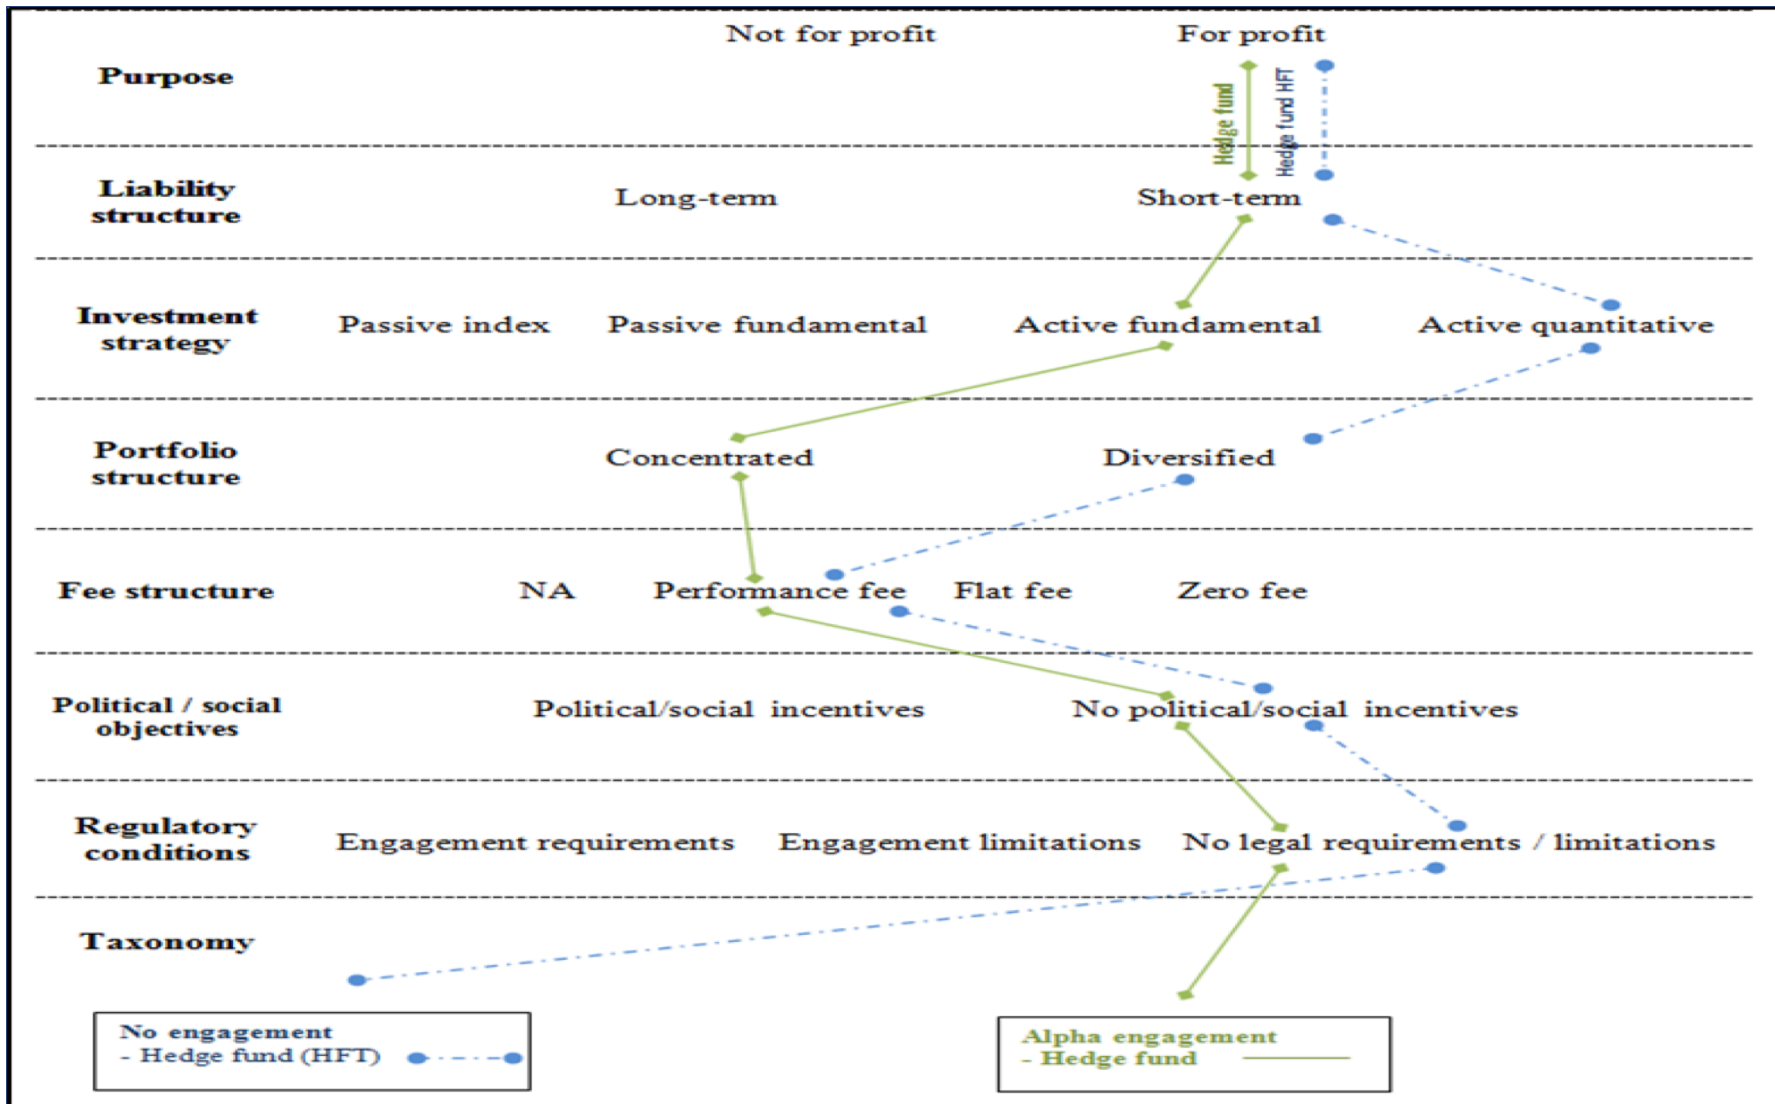 Not for profit
For profit
Purpose
Hedge fund
Hedge fund HFT
Liability
structure
Long-term
Short-term
Investment
strategy
Passive index
Passive fundamental
Active fundamental
Active quantitative
Portfolio
structure
Concentrated
Diversified
Fee structure
NA
Performance fee
Flat fee
Zero fee
Political / social
objectives
Political/social incentives
No political/social incentives
Regulatory
conditions
Engagement requirements
Engagement limitations
No legal requirements / limitations
Taxonomy
No engagement
- Hedge fund (HFT)
Alpha engagement
- Hedge fund